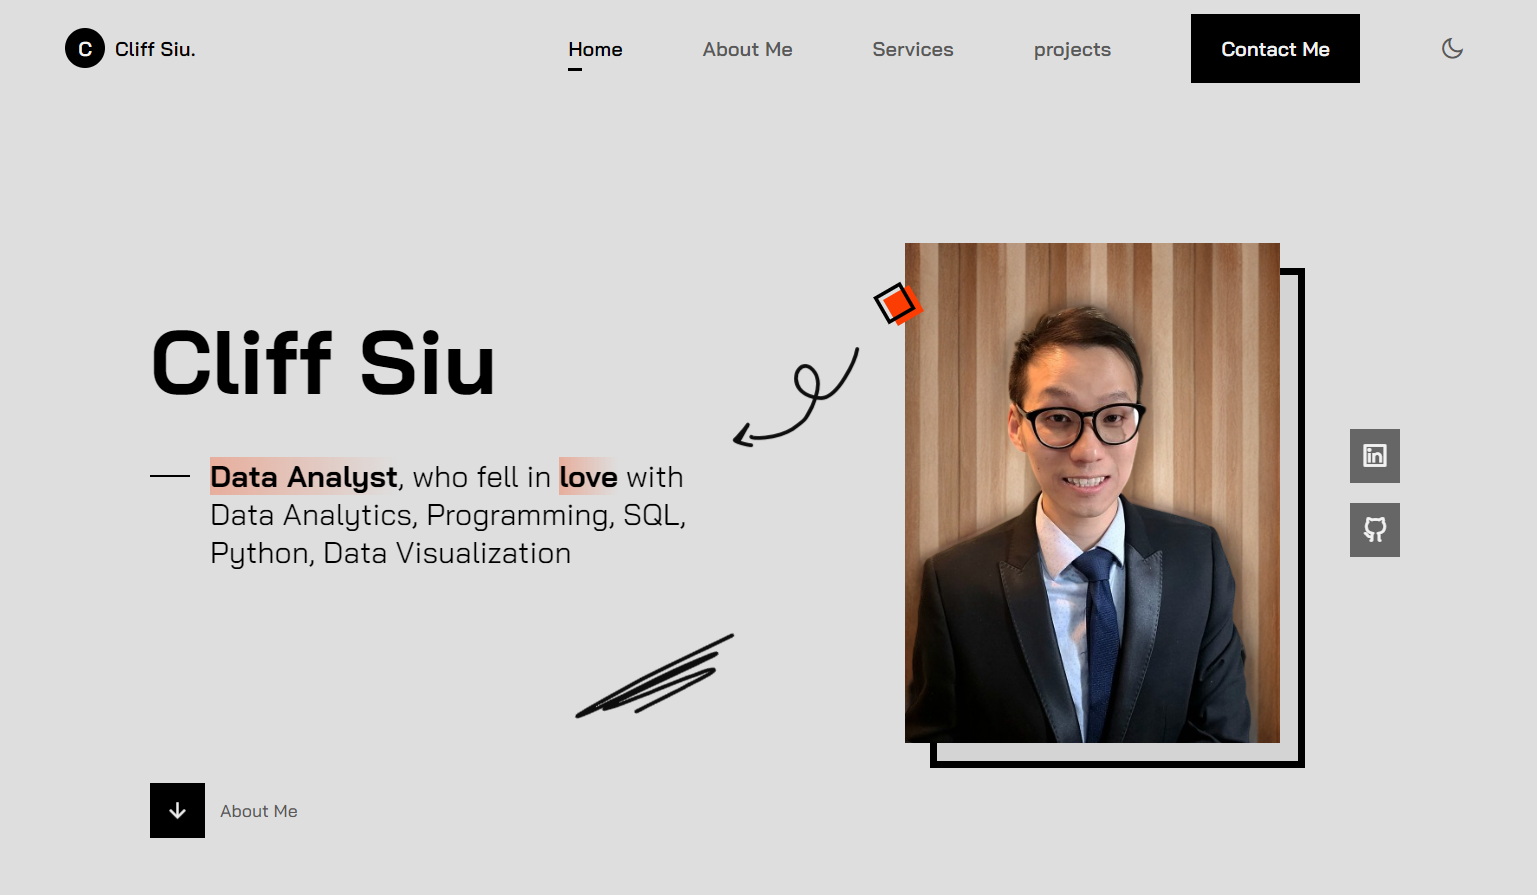 C Cliff Siu.
Home
About Me
Services
projects
Contact Me
Cliff Siu
Data Analyst, who fell in love with
Data Analytics, Programming, SQL,
Python, Data Visualization
in
About Me